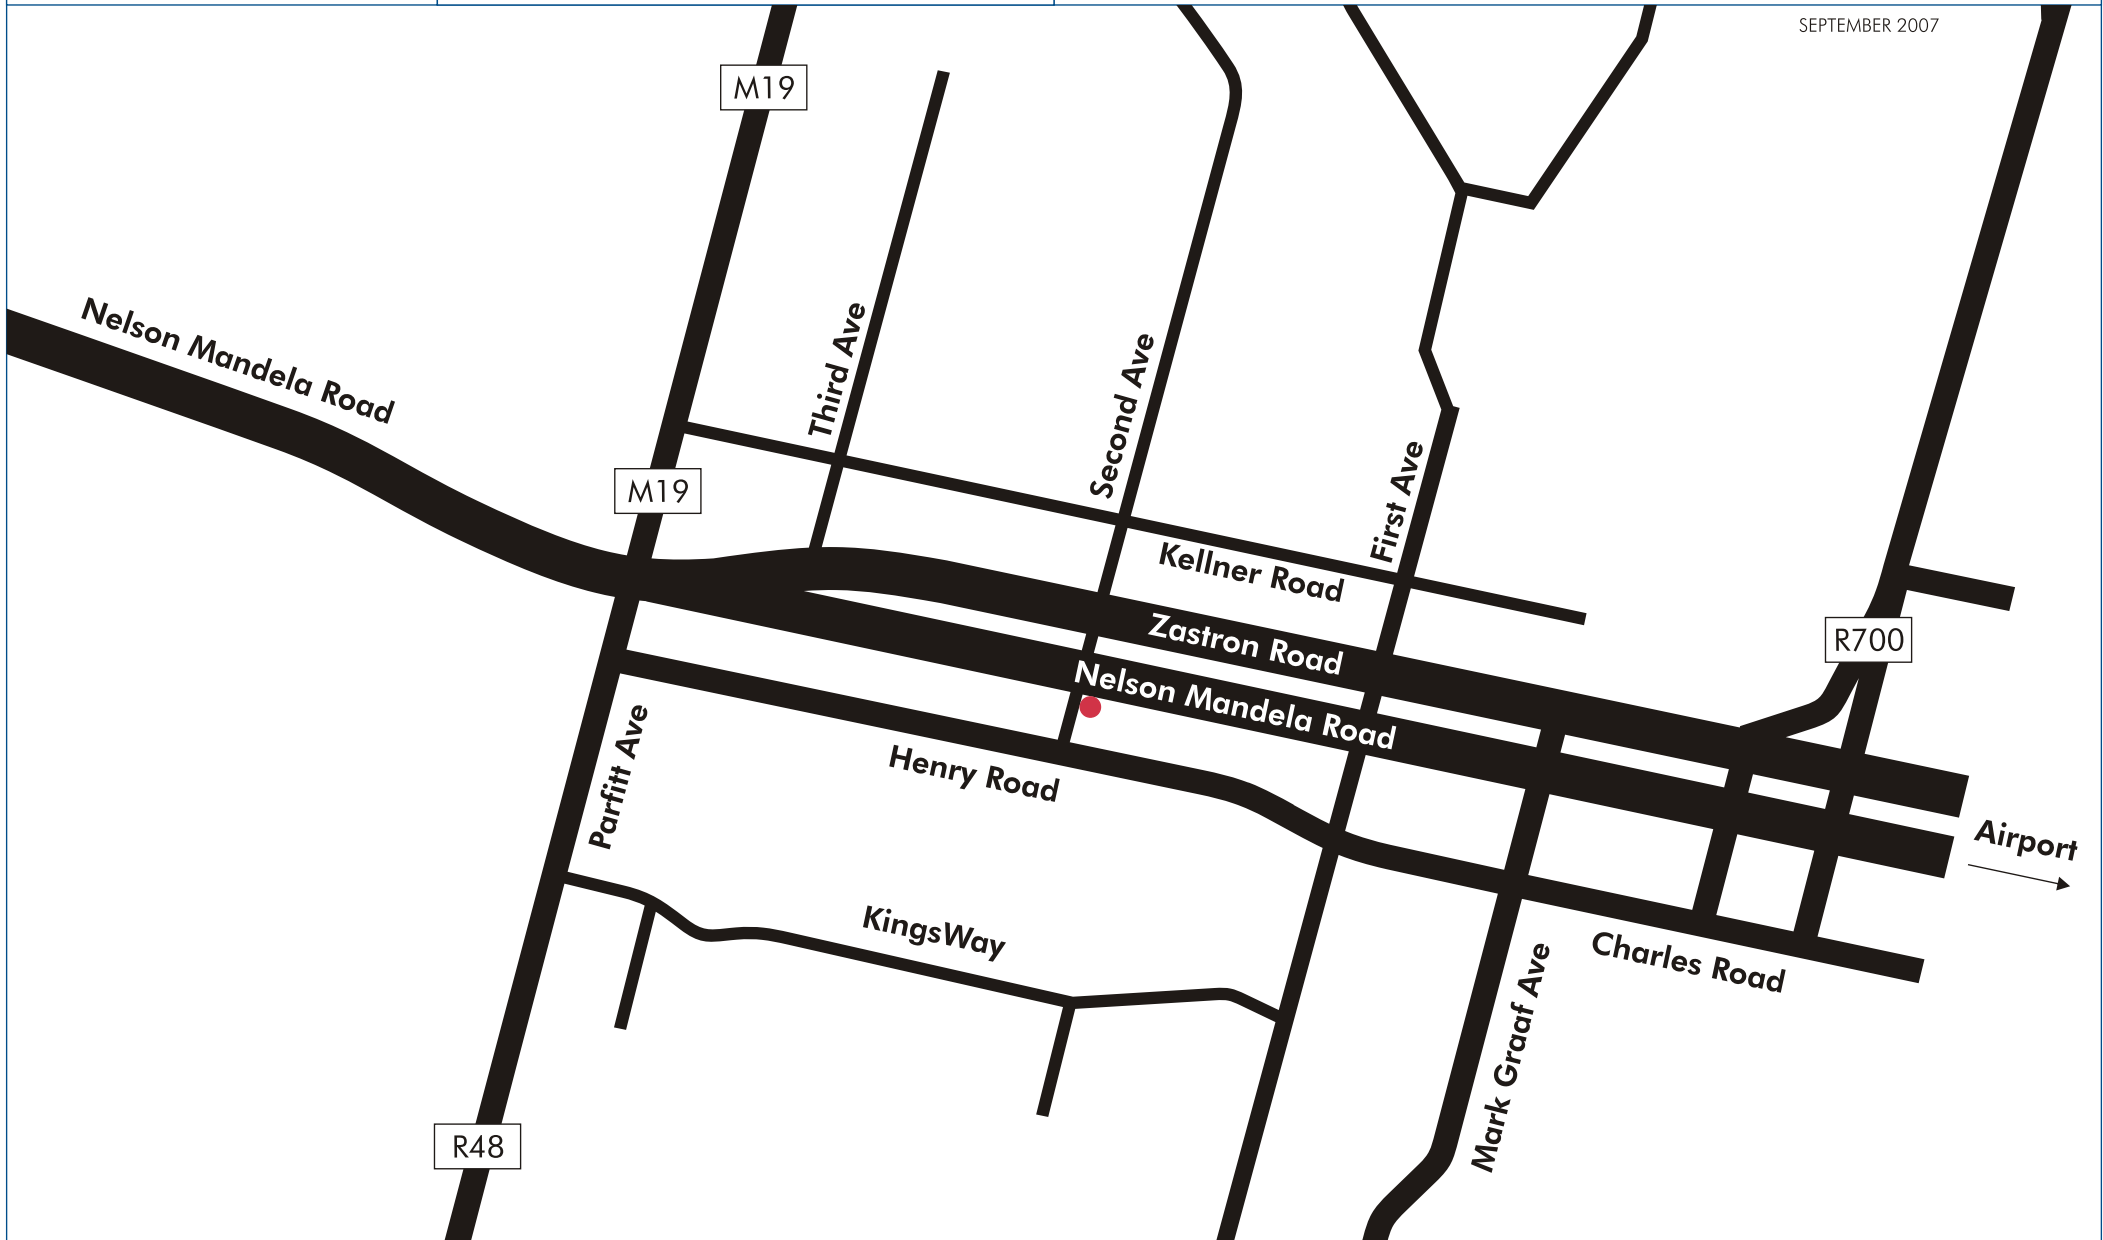 SEPTEMBER 2007
M19
Nelson Mandela Road
Third Ave
Second Ave
First Ave
M19
Kellner Road
Zastron Road
R700
Nelson Mandela Road
Parfitt Ave
Henry Road
Airport
KingsWay
Charles Road
Mark Graaf Ave
R48